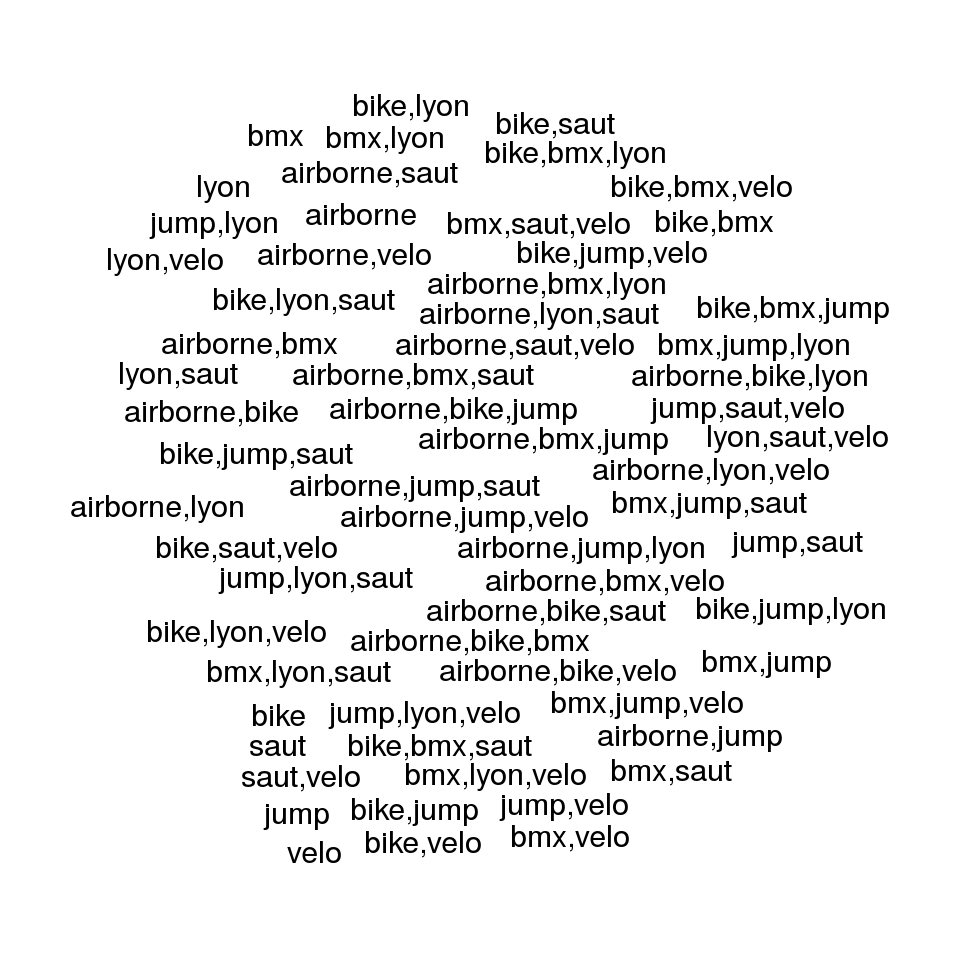 bike,lyon
bike,saut
bmx
bmx,lyon
bike,bmx,lyon
airborne,saut
lyon
bike,bmx,velo
jump,lyon
airborne
bmx,saut,velo
bike,bmx
lyon,velo
airborne,velo
bike,jump,velo
airborne,bmx,lyon
bike,lyon,saut
airborne,lyon,saut
bike,bmx,jump
airborne,bmx
airborne,saut,velo
bmx,jump,lyon
lyon,saut
airborne,bmx,saut
airborne,bike,lyon
airborne,bike
airborne,bike,jump
jump,saut,velo
airborne,bmx,jump
lyon,saut,velo
bike,jump,saut
airborne,lyon,velo
airborne,jump,saut
airborne,lyon
airborne,jump,velo
bmx,jump,saut
bike,saut,velo
airborne,jump,lyon
jump,saut
jump,lyon,saut
airborne,bmx,velo
airborne,bike,saut
bike,jump,lyon
bike,lyon,velo
airborne,bike,bmx
bmx,lyon,saut
airborne,bike,velo
bmx,jump
bike
jump,lyon,velo
bmx,jump,velo
saut
bike,bmx,saut
airborne,jump
saut,velo
bmx,lyon,velo
bmx,saut
jump
bike,jump
jump,velo
velo
bike,velo
bmx,velo